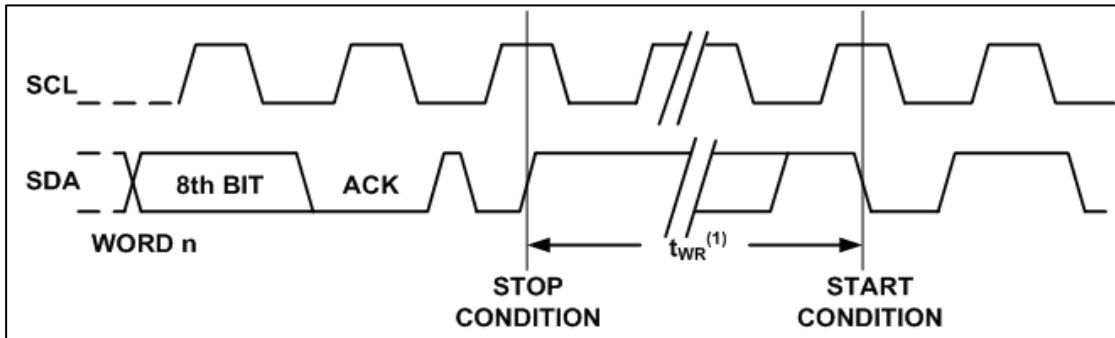 SCL
SDA
8th BIT
ACK
WORD n
tWR(1)
STOP
CONDITION
START
CONDITION